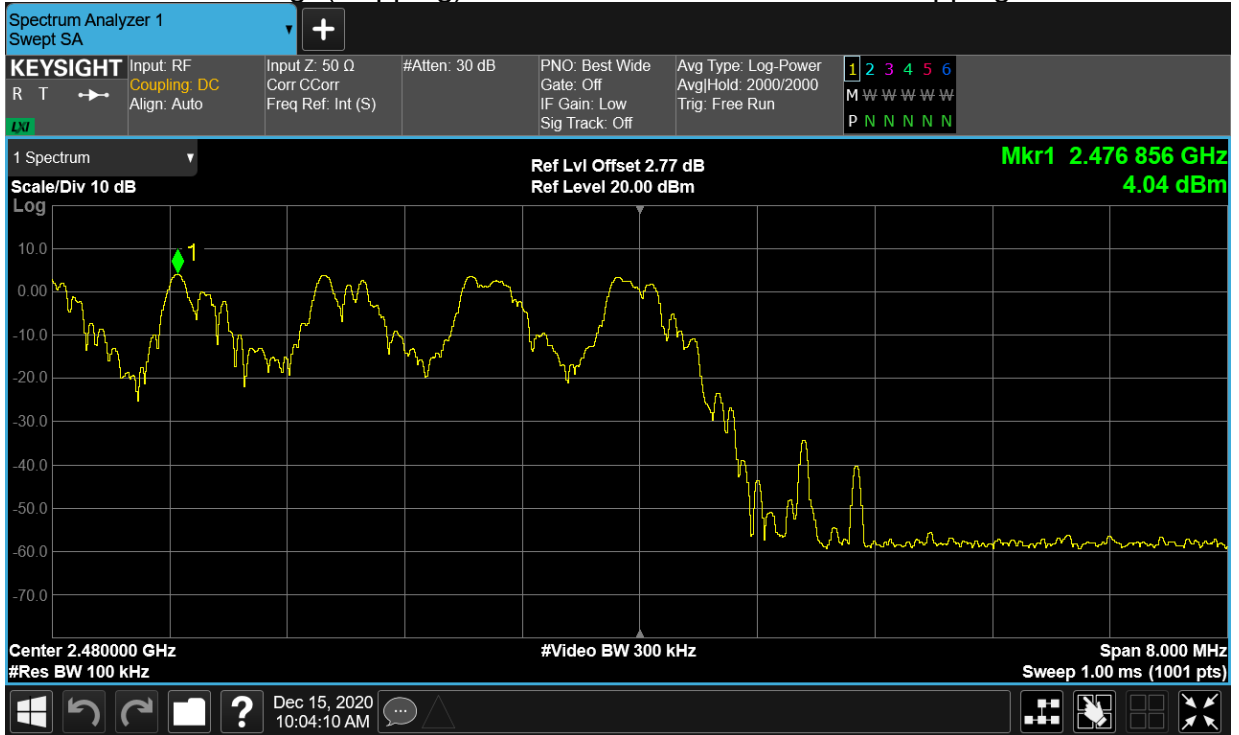 Spectrum Analyzer 1
Swept SA
KEYSIGHT
R T
LXI
Input: RF
Coupling: DC
Align: Auto
Input Z: 50 Ω
Corr CCorr
Freq Ref: Int (S)
#Atten: 30 dB
PNO: Best Wide
Gate: Off
IF Gain: Low
Sig Track: Off
Avg Type: Log-Power
Avg|Hold: 2000/2000
Trig: Free Run
1 2 3 4 5 6
M W W W W W
P N N N N N N
1 Spectrum
Scale/Div 10 dB
Log
Ref Lvl Offset 2.77 dB
Ref Level 20.00 dBm
Mkr1 2.476 856 GHz
4.04 dBm
1
10.0
0.00
-10.0
-20.0
-30.0
-40.0
-50.0
-60.0
-70.0
Center 2.480000 GHz
#Res BW 100 kHz
#Video BW 300 kHz
Span 8.000 MHz
Sweep 1.00 ms (1001 pts)
?
Dec 15, 2020
10:04:10 AM